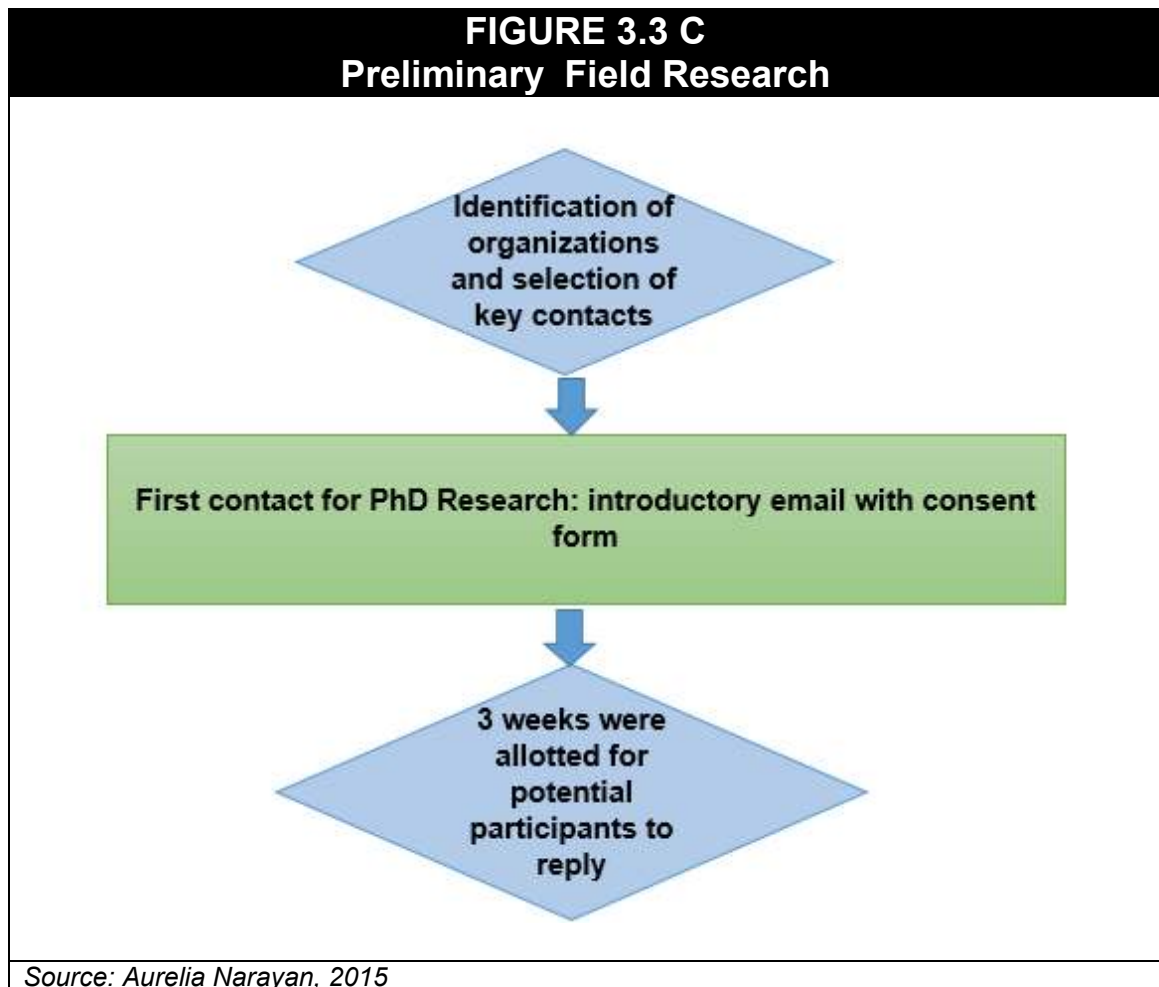 FIGURE 3.3 C
Preliminary Field Research
Identification of
organizations
and selection of
key contacts
First contact for PhD Research: introductory email with consent
form
3 weeks were
allotted for
potential
participants to
reply
Source: Aurelia Narayan, 2015